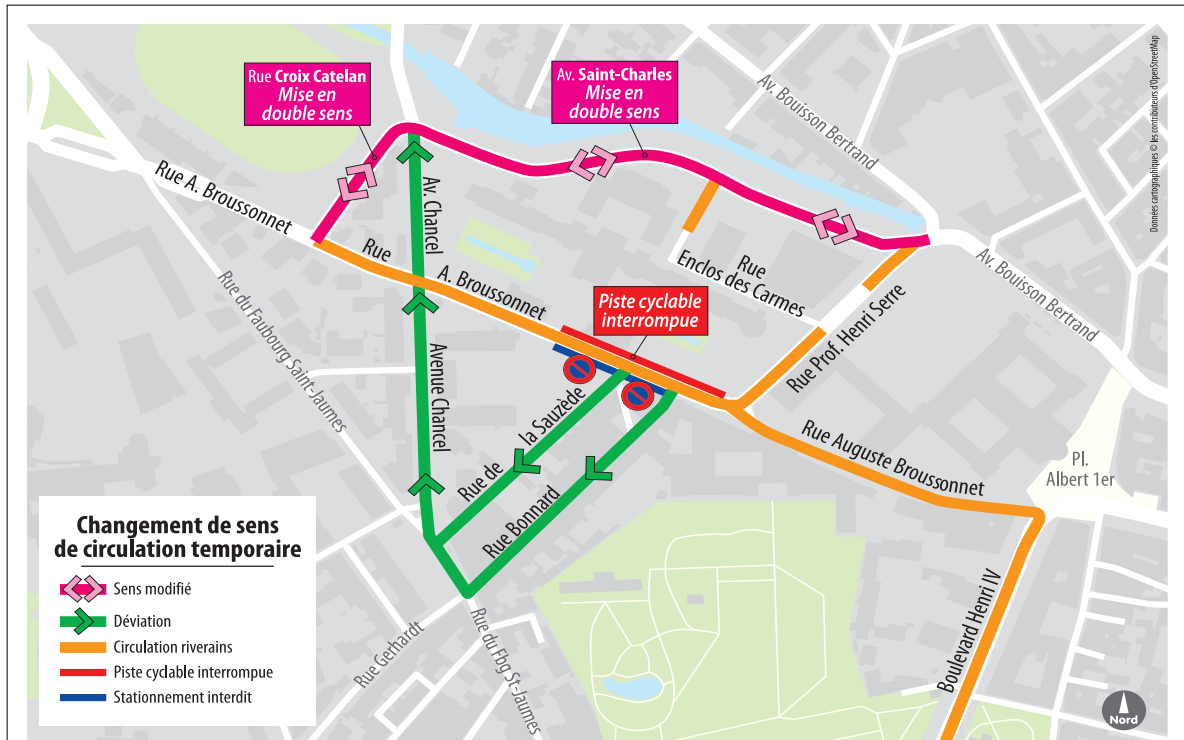 Rue Croix Catelan
Mise en
double sens
Av. Saint-Charles
Mise en
double sens
Av. Bouisson Bertrand
Données cartographiques © les contributeurs d'OpenStreetMap
Rue A. Broussonnet
Av. Chancel
Rue
A. Broussonnet
Rue
Enclos des Carmes
Av. Bouisson Bertrand
Piste cyclable
interrompue
Rue Prof. Henri Serre
Rue du Faubourg Saint-Jaumes
Avenue Chancel
Rue de
la Sauzède
Rue Bonnard
Rue Auguste Broussonnet
Pl.
Albert 1er
Boulevard Henri IV
Rue Gerhardt
Rue du Fbg St-Jaumes
Changement de sens
de circulation temporaire
Sens modifié
Déviation
Circulation riverains
Piste cyclable interrompue
Stationnement interdit
Nord